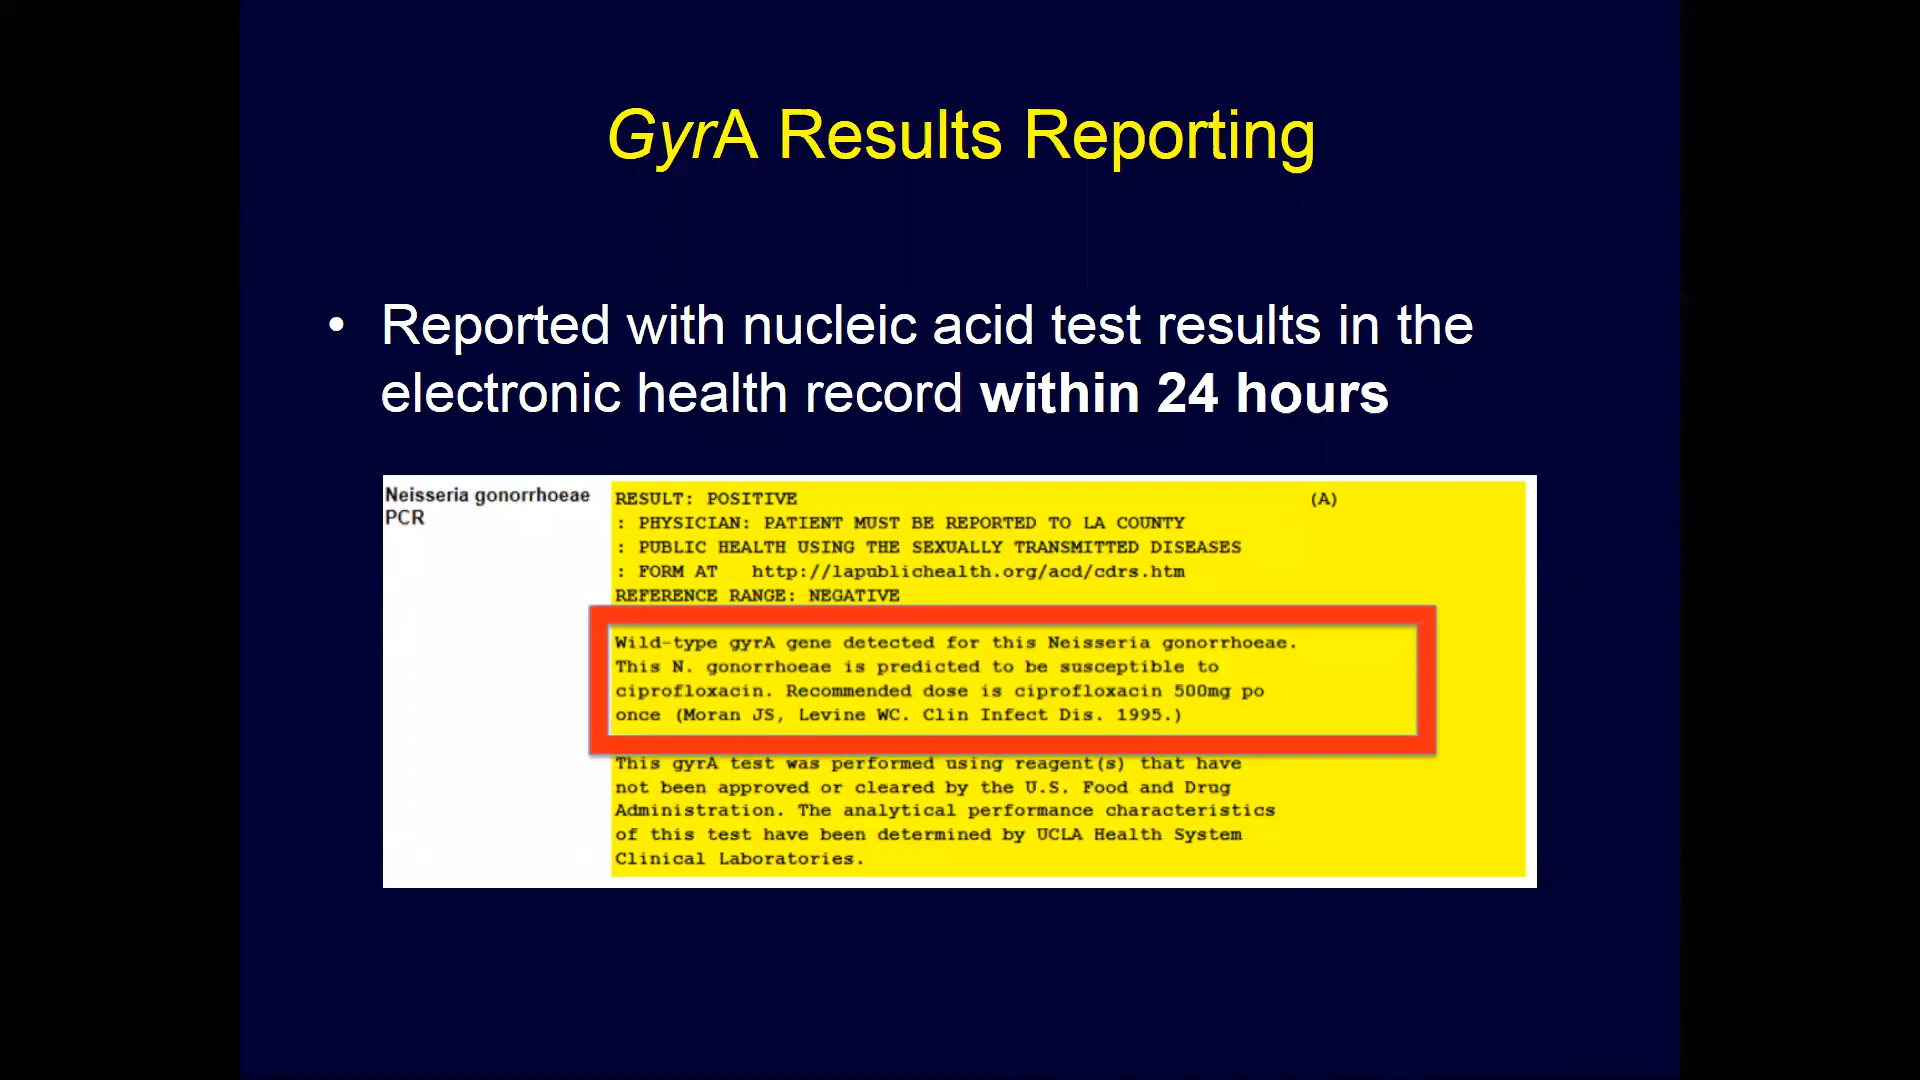 GyrA Results Reporting
• Reported with nucleic acid test results in the
electronic health record within 24 hours
Neisseria gonorrhoeae
PCR
RESULT: POSITIVE (A)
: PHYSICIAN: PATIENT MUST BE REPORTED TO LA COUNTY
: PUBLIC HEALTH USING THE SEXUALLY TRANSMITTED DISEASES
: FORM AT http://lapublichealth.org/acd/cdrs.htm
REFERENCE RANGE: NEGATIVE
Wild-type gyrA gene detected for this Neisseria gonorrhoeae.
This N. gonorrhoeae is predicted to be susceptible to
ciprofloxacin. Recommended dose is ciprofloxacin 500mg po
once (Moran JS, Levine WC. Clin Infect Dis. 1995.)
This gyrA test was performed using reagent(s) that have
not been approved or cleared by the U.S. Food and Drug
Administration. The analytical performance characteristics
of this test have been determined by UCLA Health System
Clinical Laboratories.